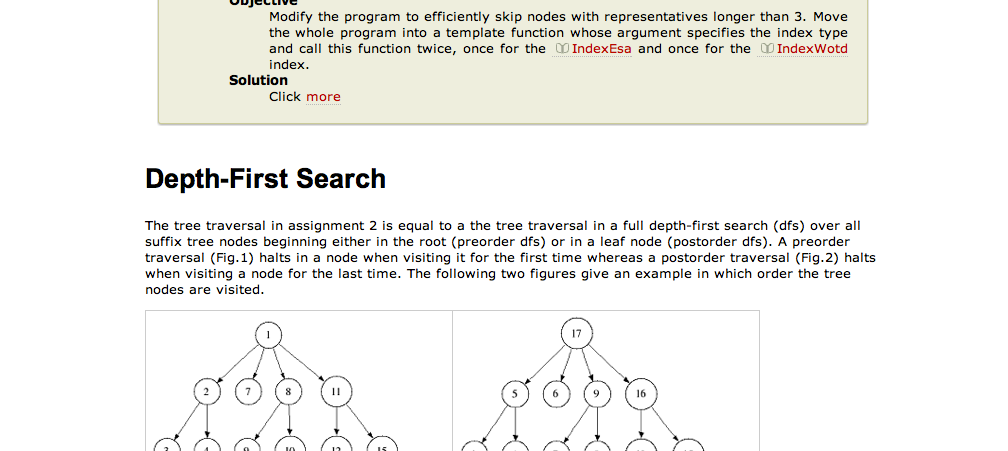 Objective
Modify the program to efficiently skip nodes with representatives longer than 3. Move
the whole program into a template function whose argument specifies the index type
and call this function twice, once for the IndexEsa and once for the IndexWotd
index.
Solution
Click more
Depth-First Search
The tree traversal in assignment 2 is equal to a the tree traversal in a full depth-first search (dfs) over all
suffix tree nodes beginning either in the root (preorder dfs) or in a leaf node (postorder dfs). A preorder
traversal (Fig.1) halts in a node when visiting it for the first time whereas a postorder traversal (Fig.2) halts
when visiting a node for the last time. The following two figures give an example in which order the tree
nodes are visited.
1 17
2 7 8 11 5 6 9 16
3 4 9 10 12 15